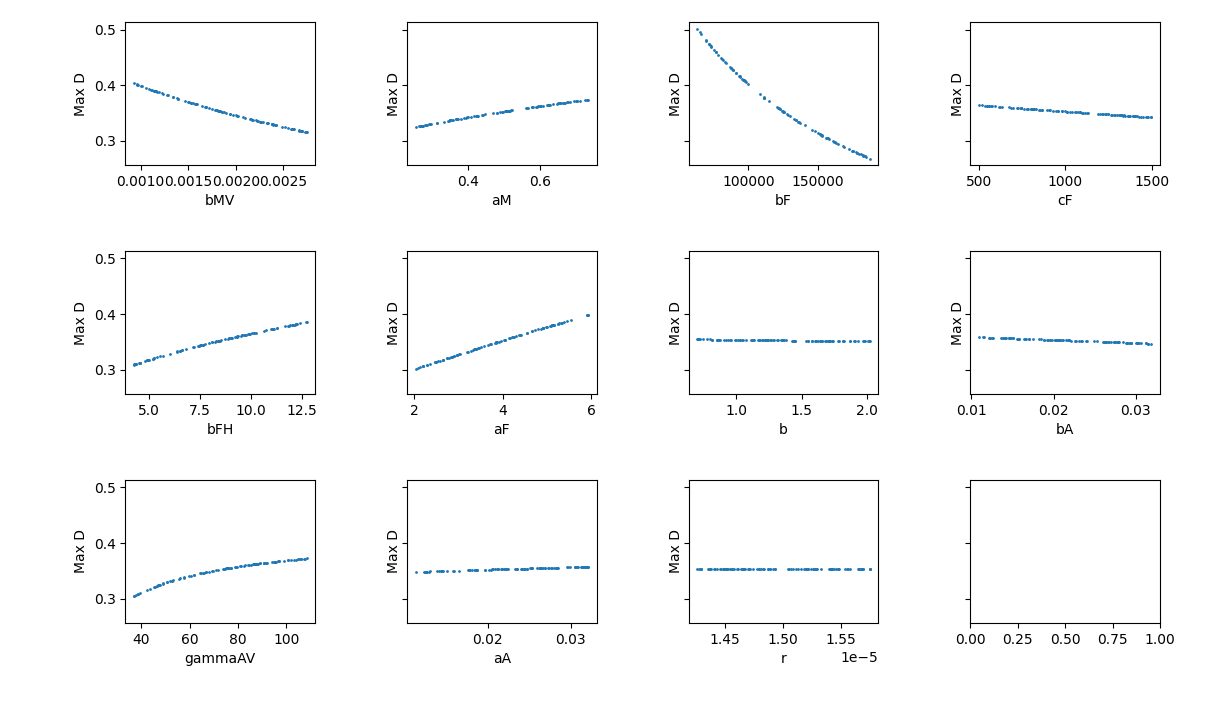 Max D
0.5
0.4
0.3
0.0010 0.0015 0.0020 0.0025
bMV
Max D
0.4 0.6
aM
Max D
100000 150000
bF
Max D
500 1000 1500
cF
Max D
0.5
0.4
0.3
5.0 7.5 10.0 12.5
bFH
Max D
2 4 6
aF
Max D
1.0 1.5 2.0
b
Max D
0.01 0.02 0.03
bA
Max D
0.5
0.4
0.3
40 60 80 100
gammaAV
Max D
0.02 0.03
aA
Max D
1.45 1.50 1.55
1e−5
r
0.00 0.25 0.50 0.75 1.00